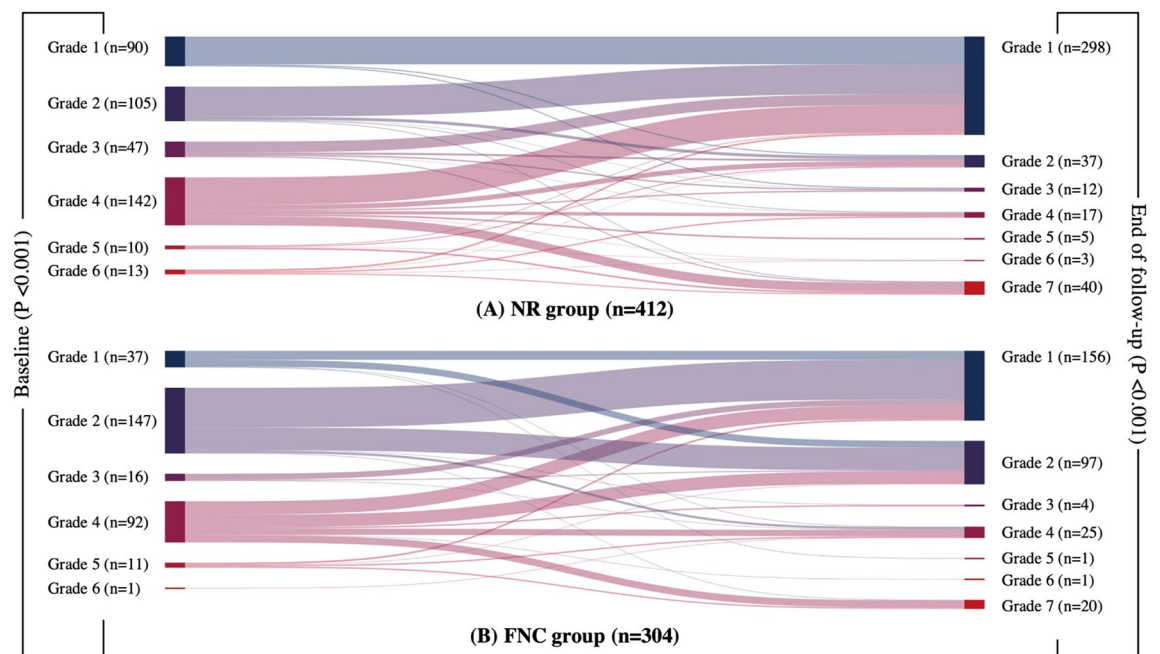 Baseline (P <0.001)
Grade 1 (n=90)
Grade 2 (n=105)
Grade 3 (n=47)
Grade 4 (n=142)
Grade 5 (n=10)
Grade 6 (n=13)
Grade 1 (n=298)
Grade 2 (n=37)
Grade 3 (n=12)
Grade 4 (n=17)
Grade 5 (n=5)
Grade 6 (n=3)
Grade 7 (n=40)
(A) NR group (n=412)
Grade 1 (n=37)
Grade 2 (n=147)
Grade 3 (n=16)
Grade 4 (n=92)
Grade 5 (n=11)
Grade 6 (n=1)
Grade 1 (n=156)
Grade 2 (n=97)
Grade 3 (n=4)
Grade 4 (n=25)
Grade 5 (n=1)
Grade 6 (n=1)
Grade 7 (n=20)
(B) FNC group (n=304)
End of follow-up (P <0.001)